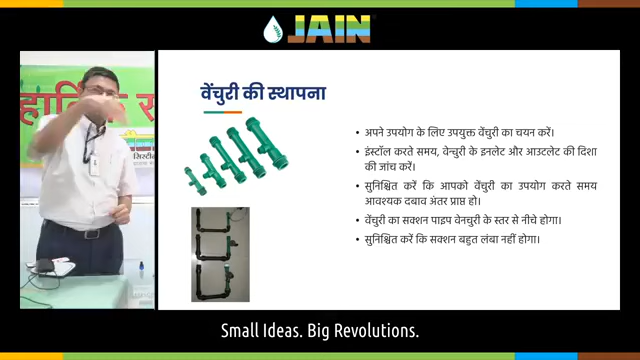 JAIN
वेंचुरी की स्थापना
• अपने उपयोग के लिए उपयुक्त वेंचुरी का चयन करें।
• इंस्टॉल करते समय, वेन्चुरी के इनलेट और आउटलेट की दिशा
की जांच करें।
• सुनिश्चित करें कि आपको वेंचुरी का उपयोग करते समय
आवश्यक दबाव अंतर प्राप्त हो।
• वेंचुरी का सक्शन पाइप वेनचुरी के स्तर से नीचे होगा।
• सुनिश्चित करें कि सक्शन बहुत लंबा नहीं होगा।
Small Ideas. Big Revolutions.